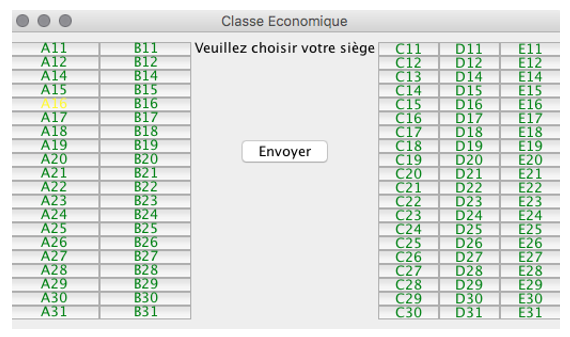 Classe Economique
A11 B11 Veuillez choisir votre siège C11 D11 E11
A12 B12 C12 D12 E12
A14 B14 C13 D14 E14
A15 B15 C14 D15 E15
A16 B16 C15 D16 E16
A17 B17 C16 D17 E17
A18 B18 C17 D18 E18
A19 B19 Envoyer C18 D19 E19
A20 B20 C19 D20 E20
A21 B21 C20 D21 E21
A22 B22 C21 D22 E22
A23 B23 C22 D23 E23
A24 B24 C23 D24 E24
A25 B25 C24 D25 E25
A26 B26 C25 D26 E26
A27 B27 C26 D27 E27
A28 B28 C27 D28 E28
A29 B29 C28 D29 E29
A30 B30 C29 D30 E30
A31 B31 C30 D31 E31